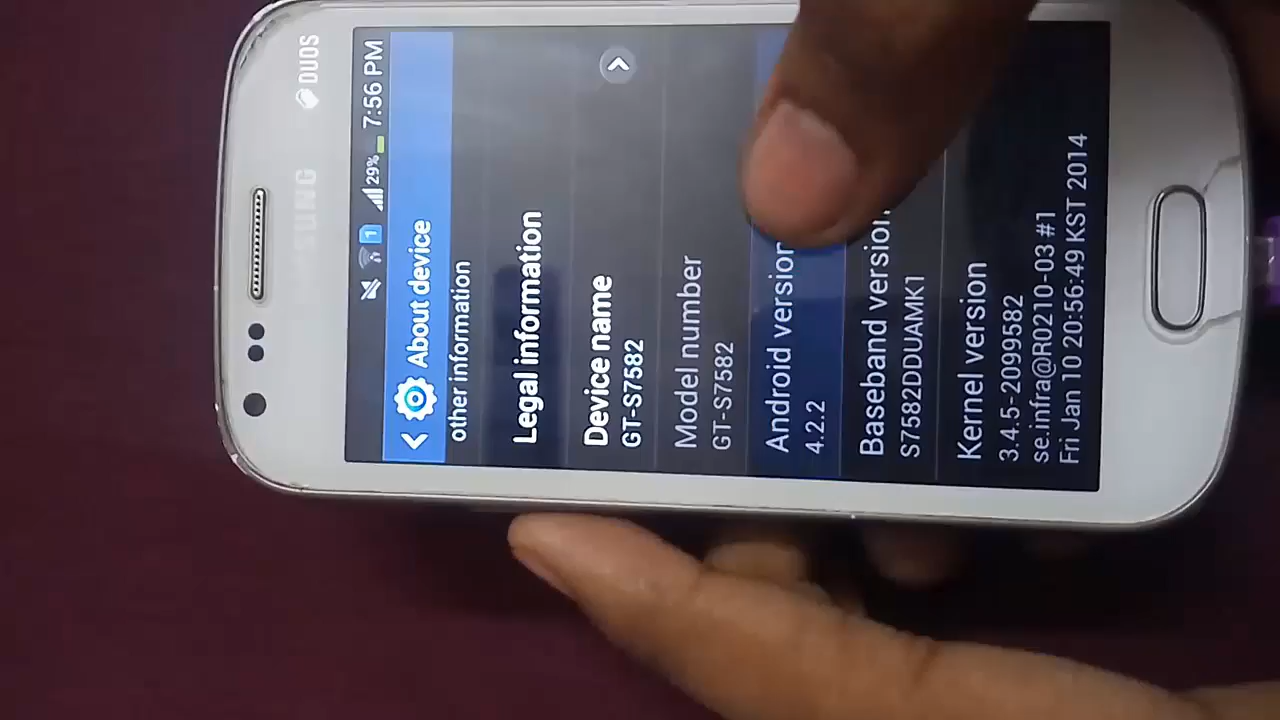 SAMSUNG DUOS
1 29% 7:56 PM
About device
other information
Legal information
Device name
GT-S7582
Model number
GT-S7582
Android version
4.2.2
Baseband version
S7582DDUAMK1
Kernel version
3.4.5-2099582
se.infra@R0210-03 #1
Fri Jan 10 20:56:49 KST 2014